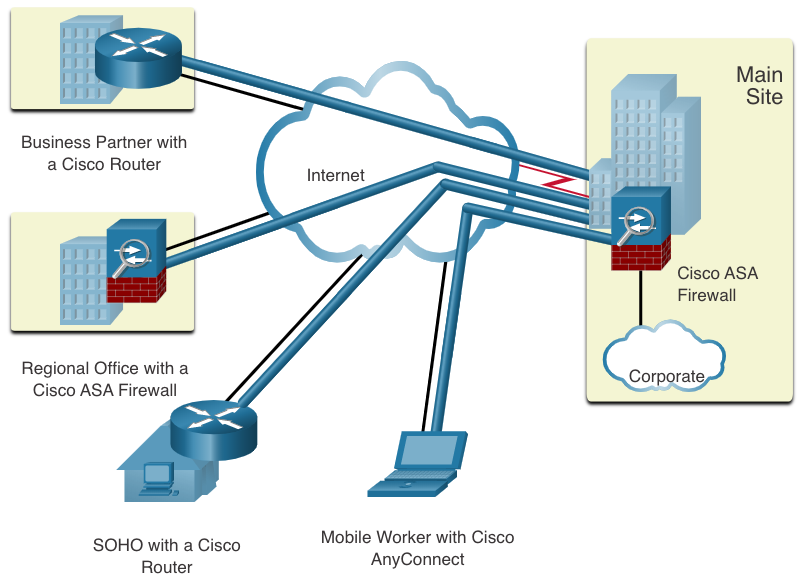 Business Partner with
a Cisco Router
Internet
Main
Site
Regional Office with a
Cisco ASA Firewall
Cisco ASA
Firewall
Corporate
SOHO with a Cisco
Router
Mobile Worker with Cisco
AnyConnect